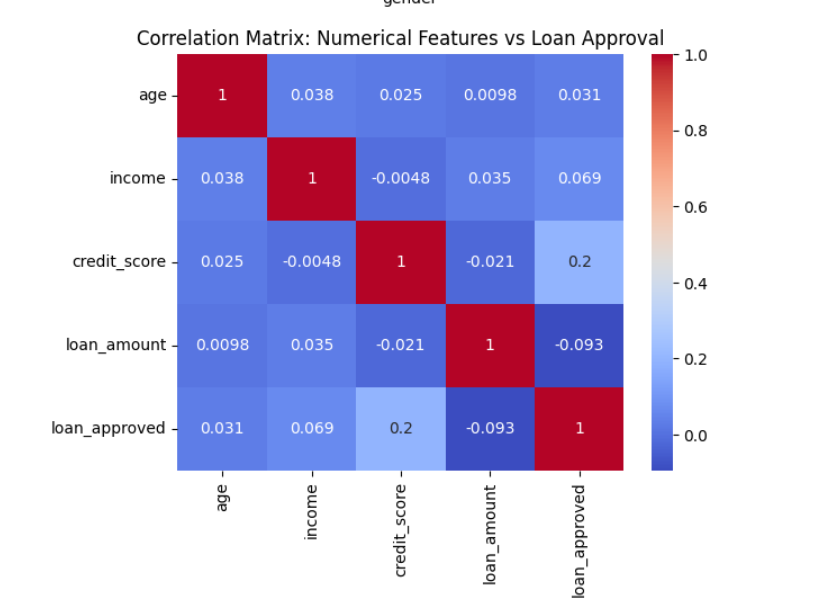 gender
Correlation Matrix: Numerical Features vs Loan Approval
1.0
age 1 0.038 0.025 0.0098 0.031
0.8
income 0.038 1 -0.0048 0.035 0.069
0.6
credit_score 0.025 -0.0048 1 -0.021 0.2
0.4
loan_amount 0.0098 0.035 -0.021 1 -0.093
0.2
loan_approved 0.031 0.069 0.2 -0.093 1
0.0
age
income
credit_score
loan_amount
loan_approved